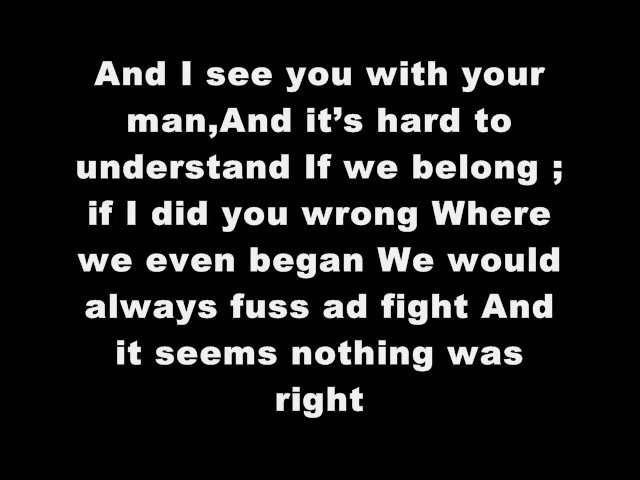 And I see you with your
man,And it’s hard to
understand If we belong ;
if I did you wrong Where
we even began We would
always fuss ad fight And
it seems nothing was
right